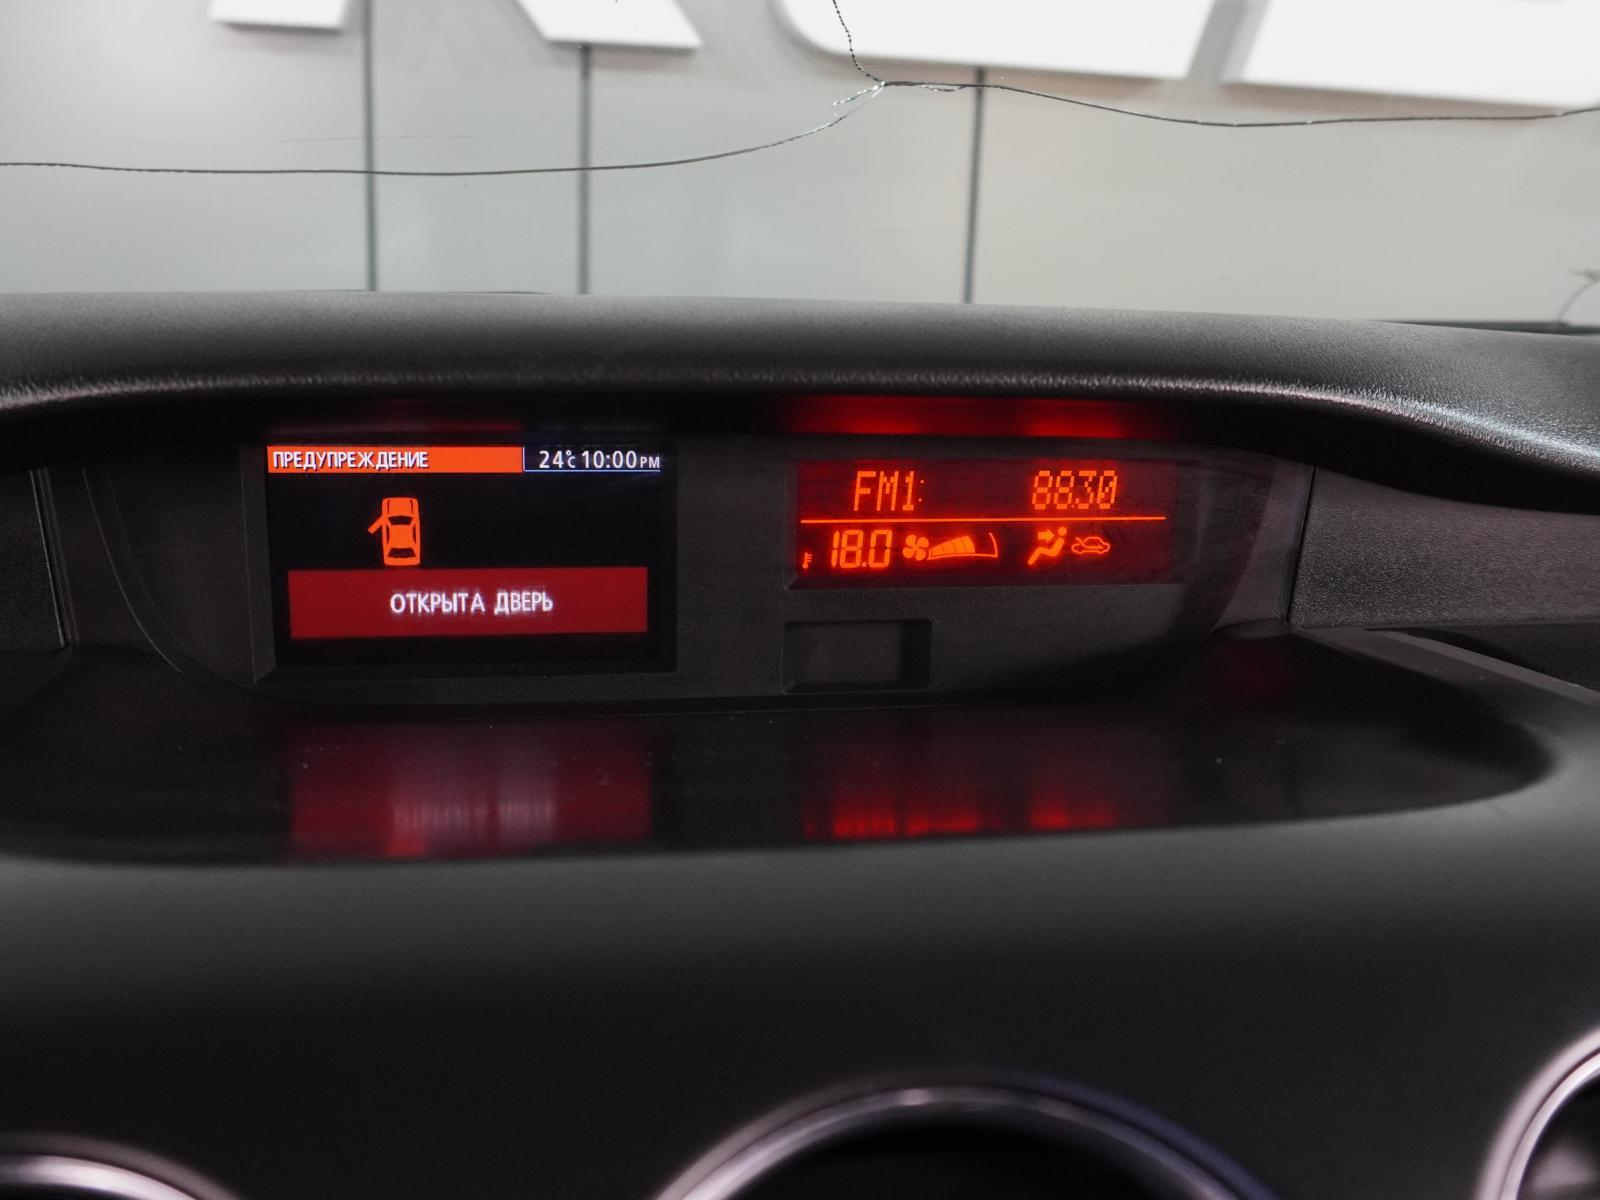 ПРЕДУПРЕЖДЕНИЕ 24°C 10:00 PM
ОТКРЫТА ДВЕРЬ
FM1: 88.30
18.0